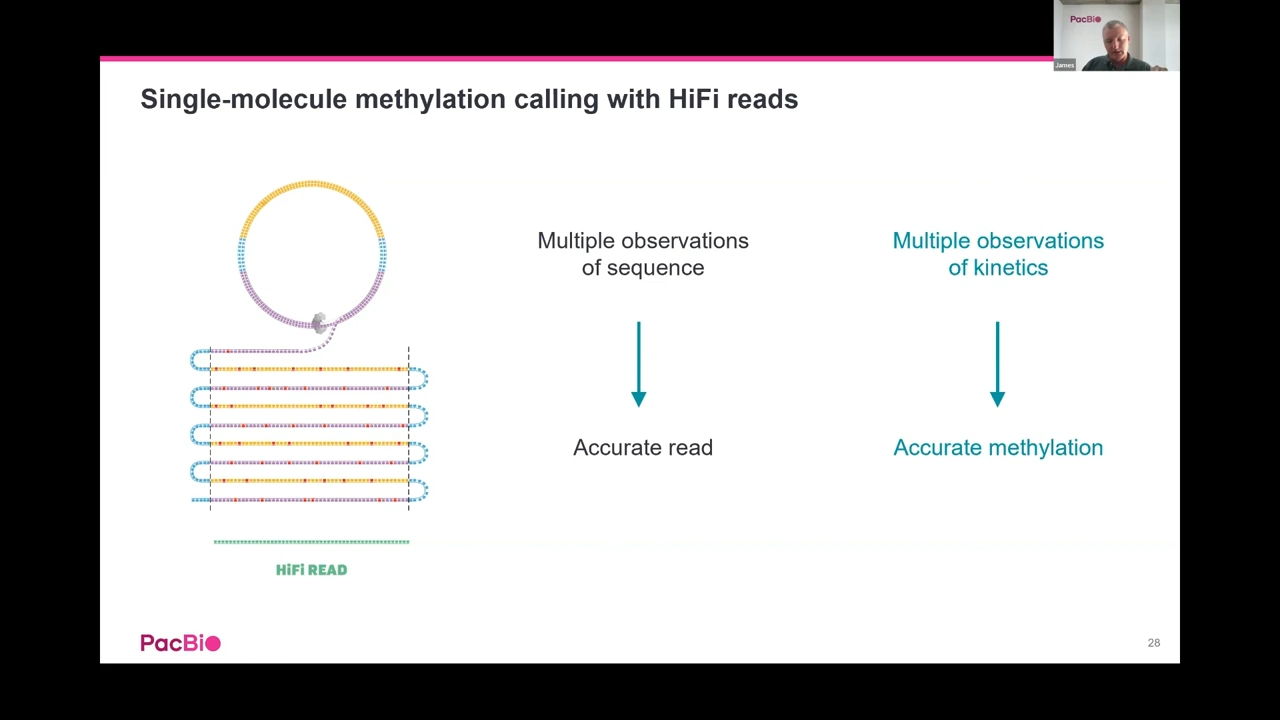 PacBio
James
Single-molecule methylation calling with HiFi reads
Multiple observations
of sequence
Multiple observations
of kinetics
Accurate read
Accurate methylation
HiFi READ
PacBio
28